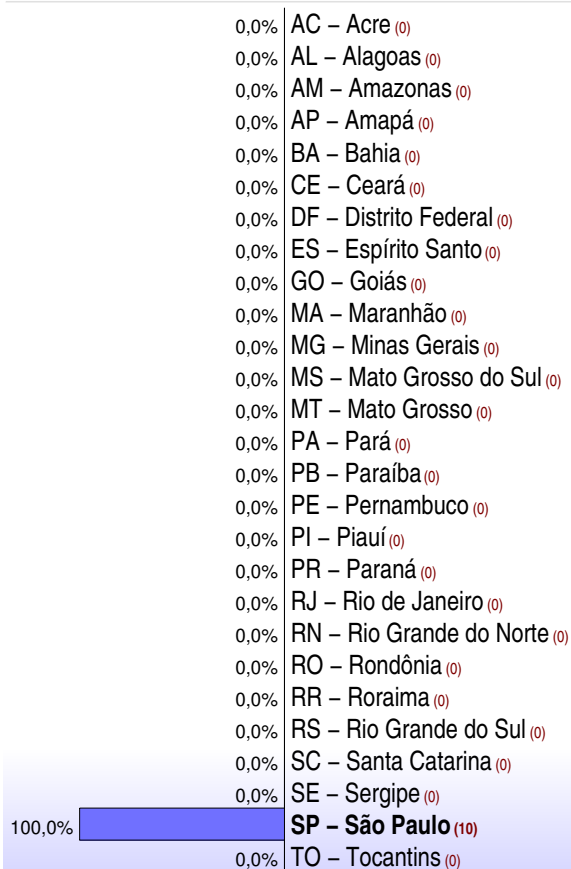 0,0% AC – Acre (0)
0,0% AL – Alagoas (0)
0,0% AM – Amazonas (0)
0,0% AP – Amapá (0)
0,0% BA – Bahia (0)
0,0% CE – Ceará (0)
0,0% DF – Distrito Federal (0)
0,0% ES – Espírito Santo (0)
0,0% GO – Goiás (0)
0,0% MA – Maranhão (0)
0,0% MG – Minas Gerais (0)
0,0% MS – Mato Grosso do Sul (0)
0,0% MT – Mato Grosso (0)
0,0% PA – Pará (0)
0,0% PB – Paraíba (0)
0,0% PE – Pernambuco (0)
0,0% PI – Piauí (0)
0,0% PR – Paraná (0)
0,0% RJ – Rio de Janeiro (0)
0,0% RN – Rio Grande do Norte (0)
0,0% RO – Rondônia (0)
0,0% RR – Roraima (0)
0,0% RS – Rio Grande do Sul (0)
0,0% SC – Santa Catarina (0)
0,0% SE – Sergipe (0)
100,0% SP – São Paulo (10)
0,0% TO – Tocantins (0)